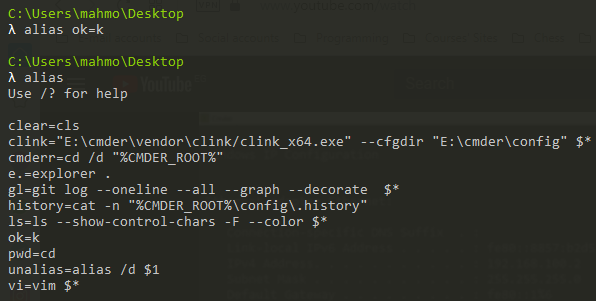 C:\Users\mahmo\Desktop
λ alias ok=k
C:\Users\mahmo\Desktop
λ alias
Use /? for help
clear=cls
clink="E:\cmder\vendor\clink/clink_x64.exe" --cfgdir "E:\cmder\config" $*
cmderr=cd /d "%CMDER_ROOT%"
e.=explorer .
gl=git log --oneline --all --graph --decorate  $*
history=cat -n "%CMDER_ROOT%\config\.history"
ls=ls --show-control-chars -F --color $*
ok=k
pwd=cd
unalias=alias /d $1
vi=vim $*